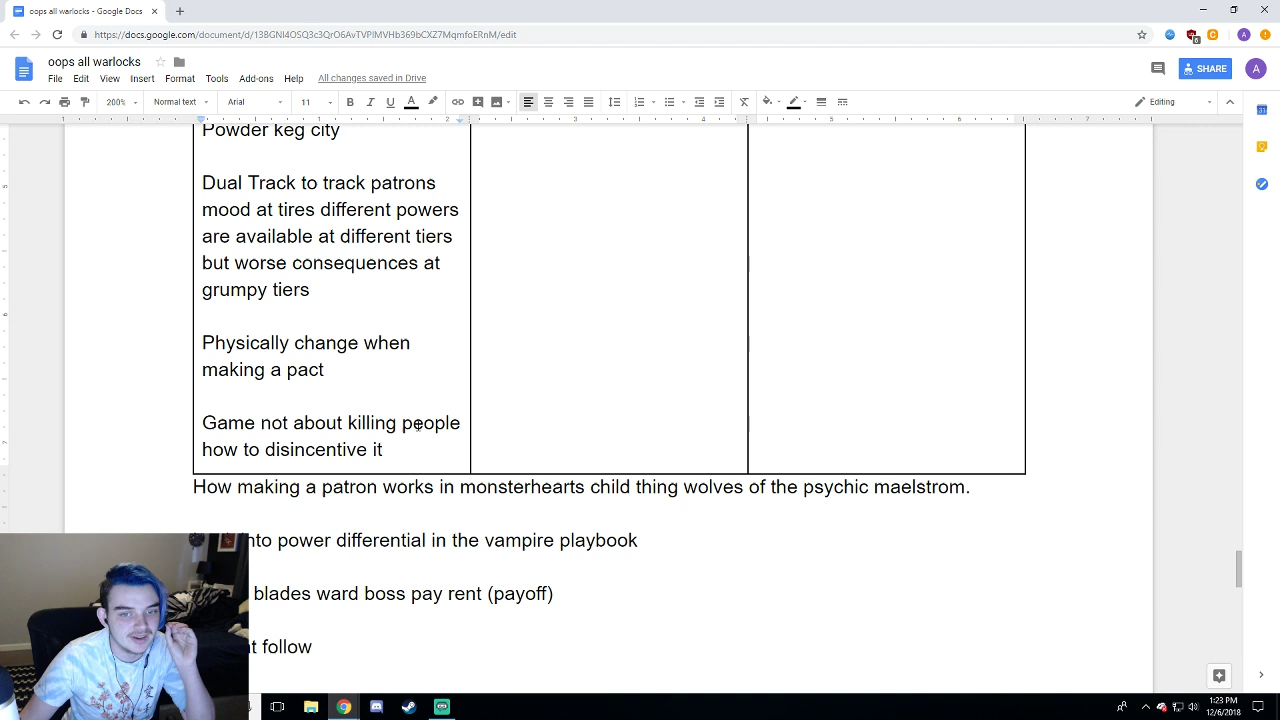 oops all warlocks - Google Docs
https://docs.google.com/document/d/13BGNI4OSQ3c3QrO6AvTVPIMVHb369bCXZ7MqmfoERnM/edit
oops all warlocks
File Edit View Insert Format Tools Add-ons Help All changes saved in Drive
SHARE
A
200% Normal text Arial 11 Editing
Powder keg city
Dual Track to track patrons
mood at tires different powers
are available at different tiers
but worse consequences at
grumpy tiers
Physically change when
making a pact
Game not about killing people
how to disincentive it
How making a patron works in monsterhearts child thing wolves of the psychic maelstrom.
into power differential in the vampire playbook
blades ward boss pay rent (payoff)
follow
1:23 PM
12/6/2018